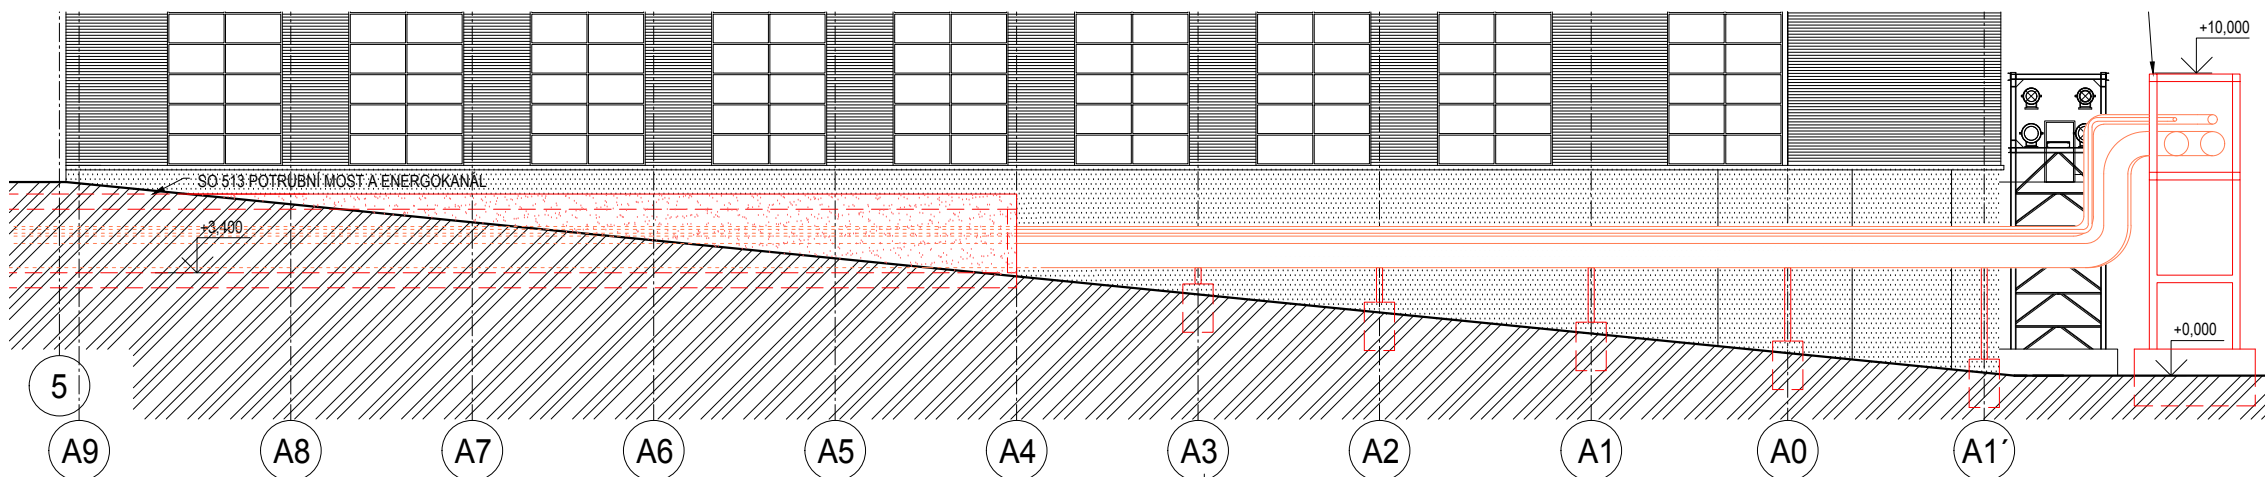 +10,000
SO 513 POTRUBNÍ MOST A ENERGOKANÁL
+3,400
+0,000
5
A9 A8 A7 A6 A5 A4 A3 A2 A1 A0 A1´